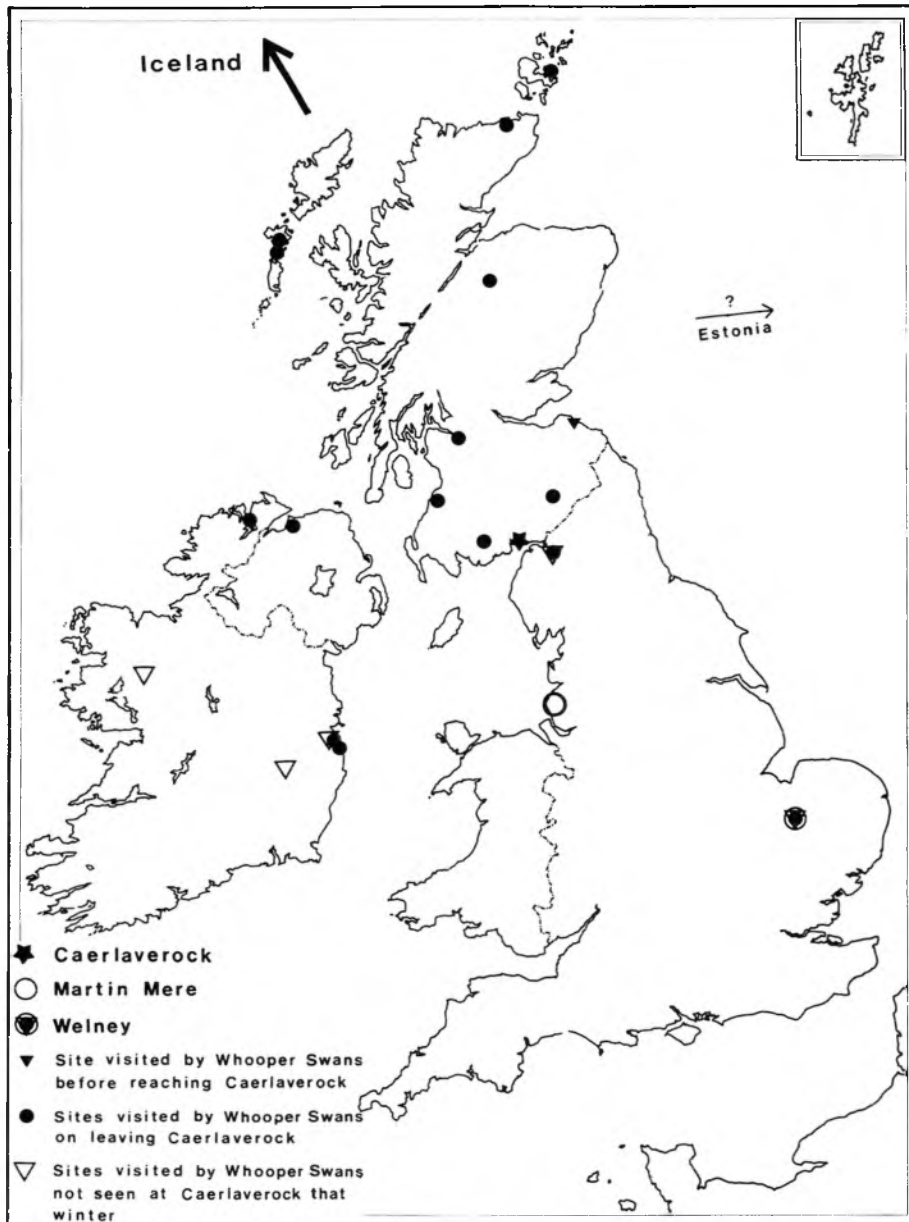 Iceland
?
Estonia
Caerlaverock
Martin Mere
Welney
Site visited by Whooper Swans
before reaching Caerlaverock
Sites visited by Whooper Swans
on leaving Caerlaverock
Sites visited by Whooper Swans
not seen at Caerlaverock that
winter